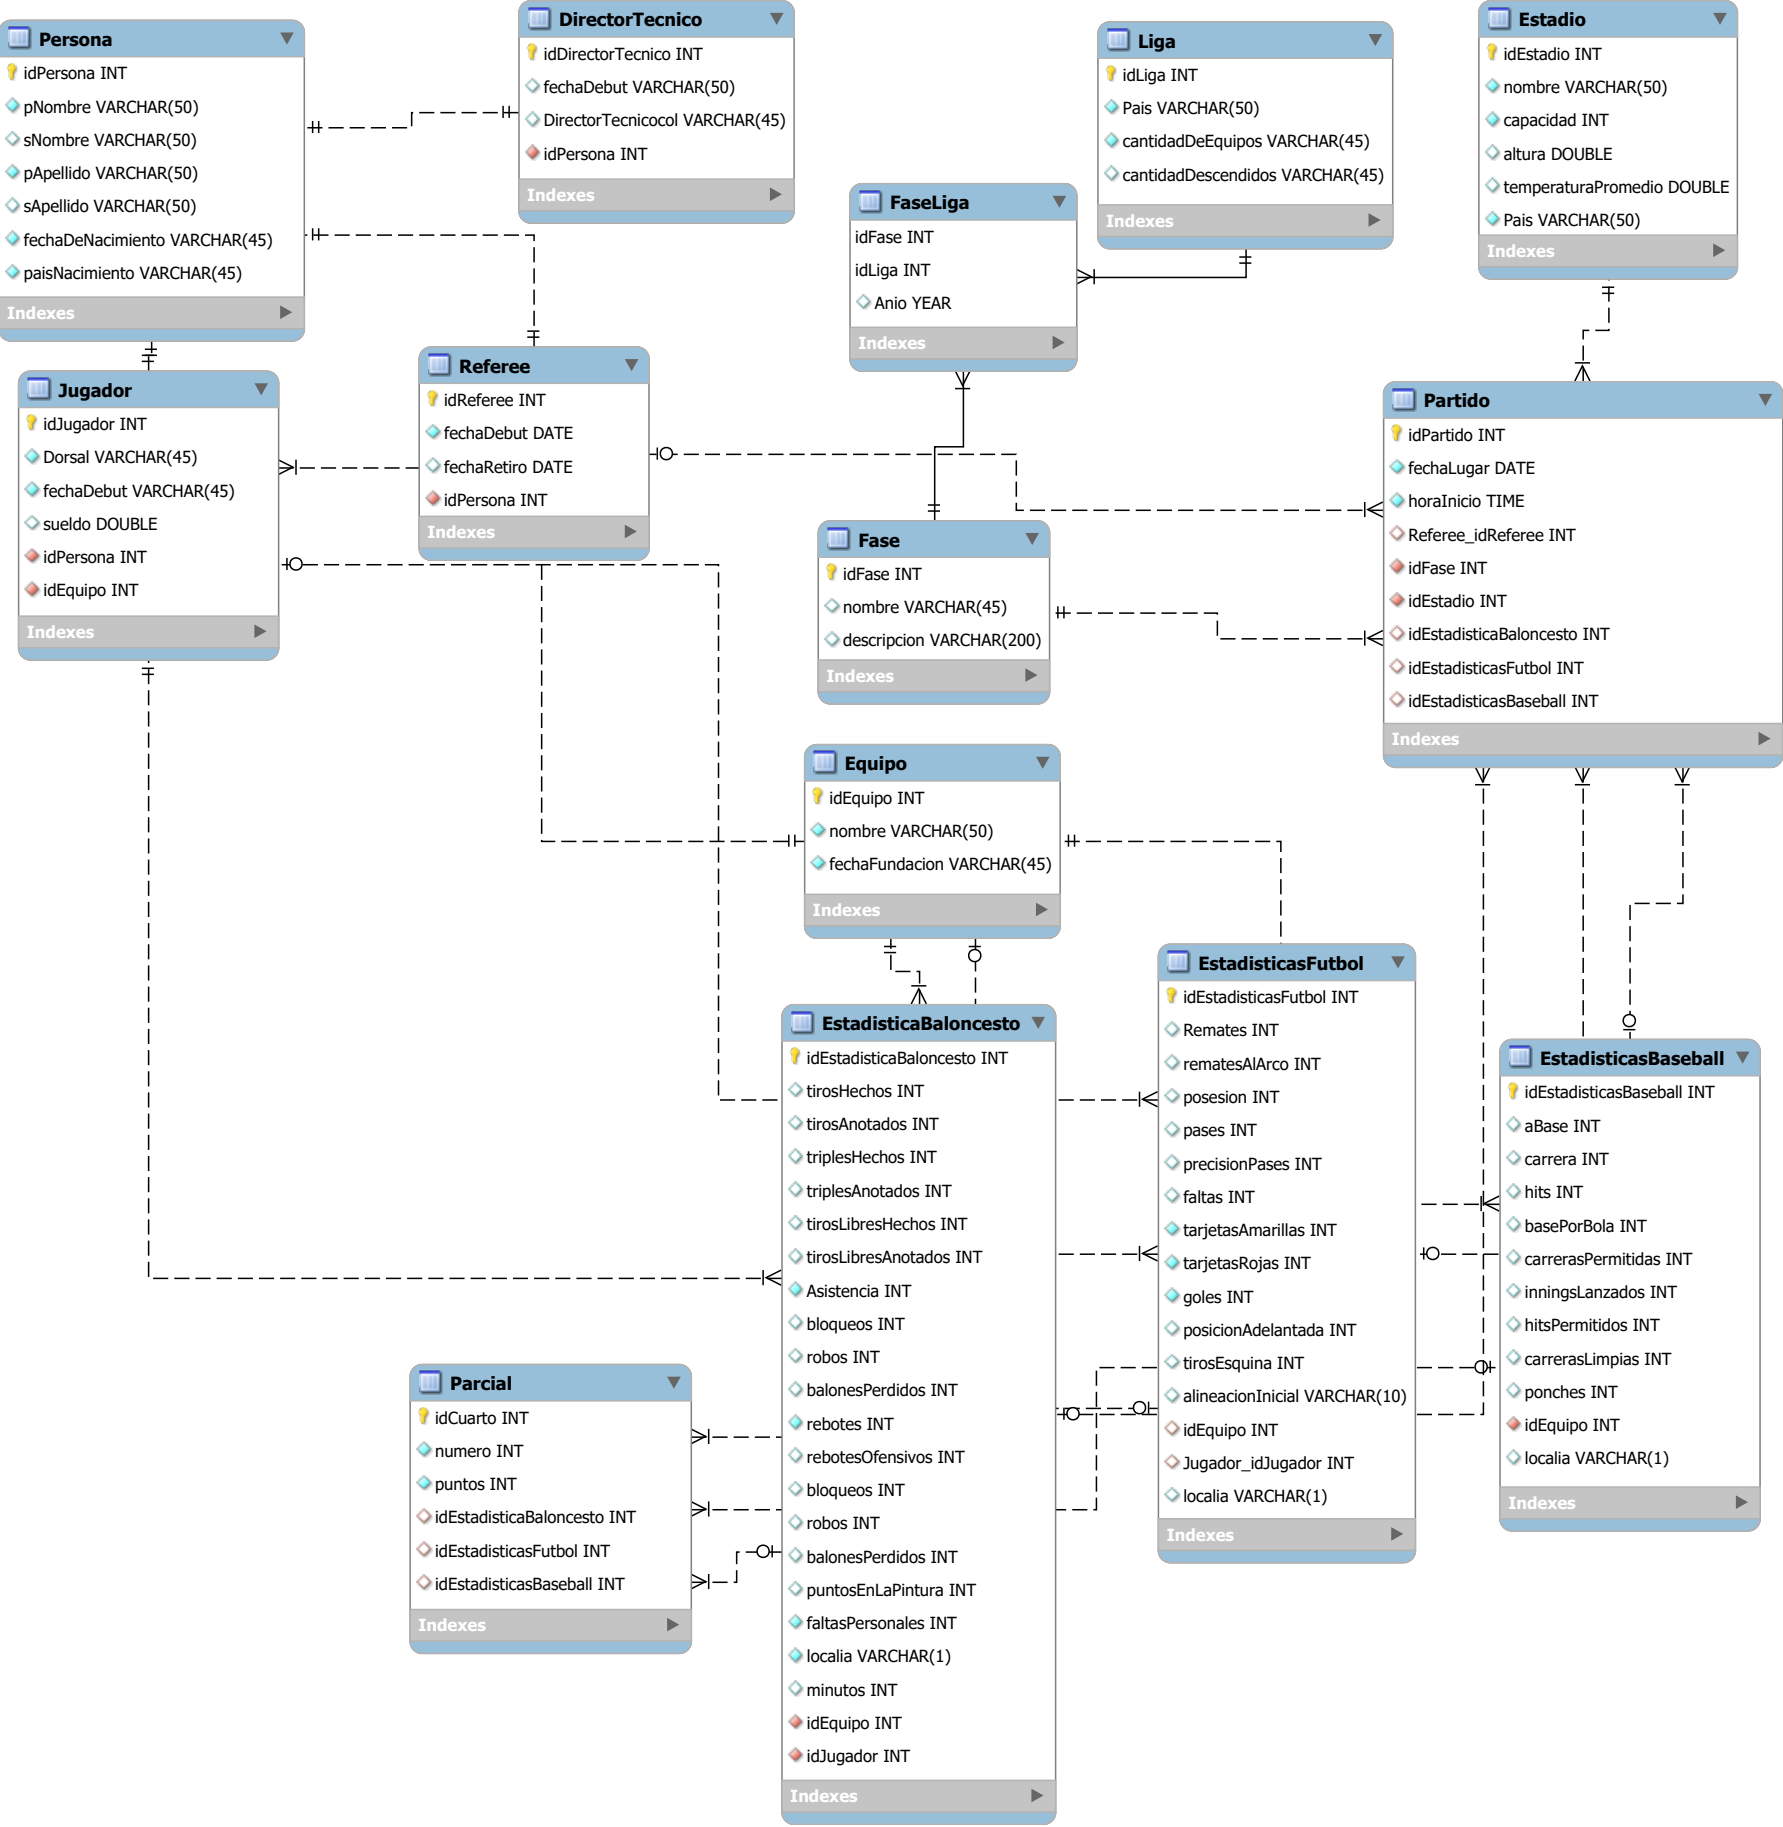 Persona
idPersona INT
pNombre VARCHAR(50)
sNombre VARCHAR(50)
pApellido VARCHAR(50)
sApellido VARCHAR(50)
fechaDeNacimiento VARCHAR(45)
paisNacimiento VARCHAR(45)
Indexes
DirectorTecnico
idDirectorTecnico INT
fechaDebut VARCHAR(50)
DirectorTecnicocol VARCHAR(45)
idPersona INT
Indexes
Liga
idLiga INT
Pais VARCHAR(50)
cantidadDeEquipos VARCHAR(45)
cantidadDescendidos VARCHAR(45)
Indexes
Estadio
idEstadio INT
nombre VARCHAR(50)
capacidad INT
altura DOUBLE
temperaturaPromedio DOUBLE
Pais VARCHAR(50)
Indexes
FaseLiga
idFase INT
idLiga INT
Anio YEAR
Indexes
Jugador
idJugador INT
Dorsal VARCHAR(45)
fechaDebut VARCHAR(45)
sueldo DOUBLE
idPersona INT
idEquipo INT
Indexes
Referee
idReferee INT
fechaDebut DATE
fechaRetiro DATE
idPersona INT
Indexes
Partido
idPartido INT
fechaLugar DATE
horaInicio TIME
Referee_idReferee INT
idFase INT
idEstadio INT
idEstadisticaBaloncesto INT
idEstadisticasFutbol INT
idEstadisticasBaseball INT
Indexes
Fase
idFase INT
nombre VARCHAR(45)
descripcion VARCHAR(200)
Indexes
Equipo
idEquipo INT
nombre VARCHAR(50)
fechaFundacion VARCHAR(45)
Indexes
EstadisticaBaloncesto
idEstadisticaBaloncesto INT
tirosHechos INT
tirosAnotados INT
triplesHechos INT
triplesAnotados INT
tirosLibresHechos INT
tirosLibresAnotados INT
Asistencia INT
bloqueos INT
robos INT
balonesPerdidos INT
rebotes INT
rebotesOfensivos INT
bloqueos INT
robos INT
balonesPerdidos INT
puntosEnLaPintura INT
faltasPersonales INT
localia VARCHAR(1)
minutos INT
idEquipo INT
idJugador INT
Indexes
EstadisticasFutbol
idEstadisticasFutbol INT
Remates INT
rematesAlArco INT
posesion INT
pases INT
precisionPases INT
faltas INT
tarjetasAmarillas INT
tarjetasRojas INT
goles INT
posicionAdelantada INT
tirosEsquina INT
alineacionInicial VARCHAR(10)
idEquipo INT
Jugador_idJugador INT
localia VARCHAR(1)
Indexes
EstadisticasBaseball
idEstadisticasBaseball INT
aBase INT
carrera INT
hits INT
basePorBola INT
carrerasPermitidas INT
inningsLanzados INT
hitsPermitidos INT
carrerasLimpias INT
ponches INT
idEquipo INT
localia VARCHAR(1)
Indexes
Parcial
idCuarto INT
numero INT
puntos INT
idEstadisticaBaloncesto INT
idEstadisticasFutbol INT
idEstadisticasBaseball INT
Indexes